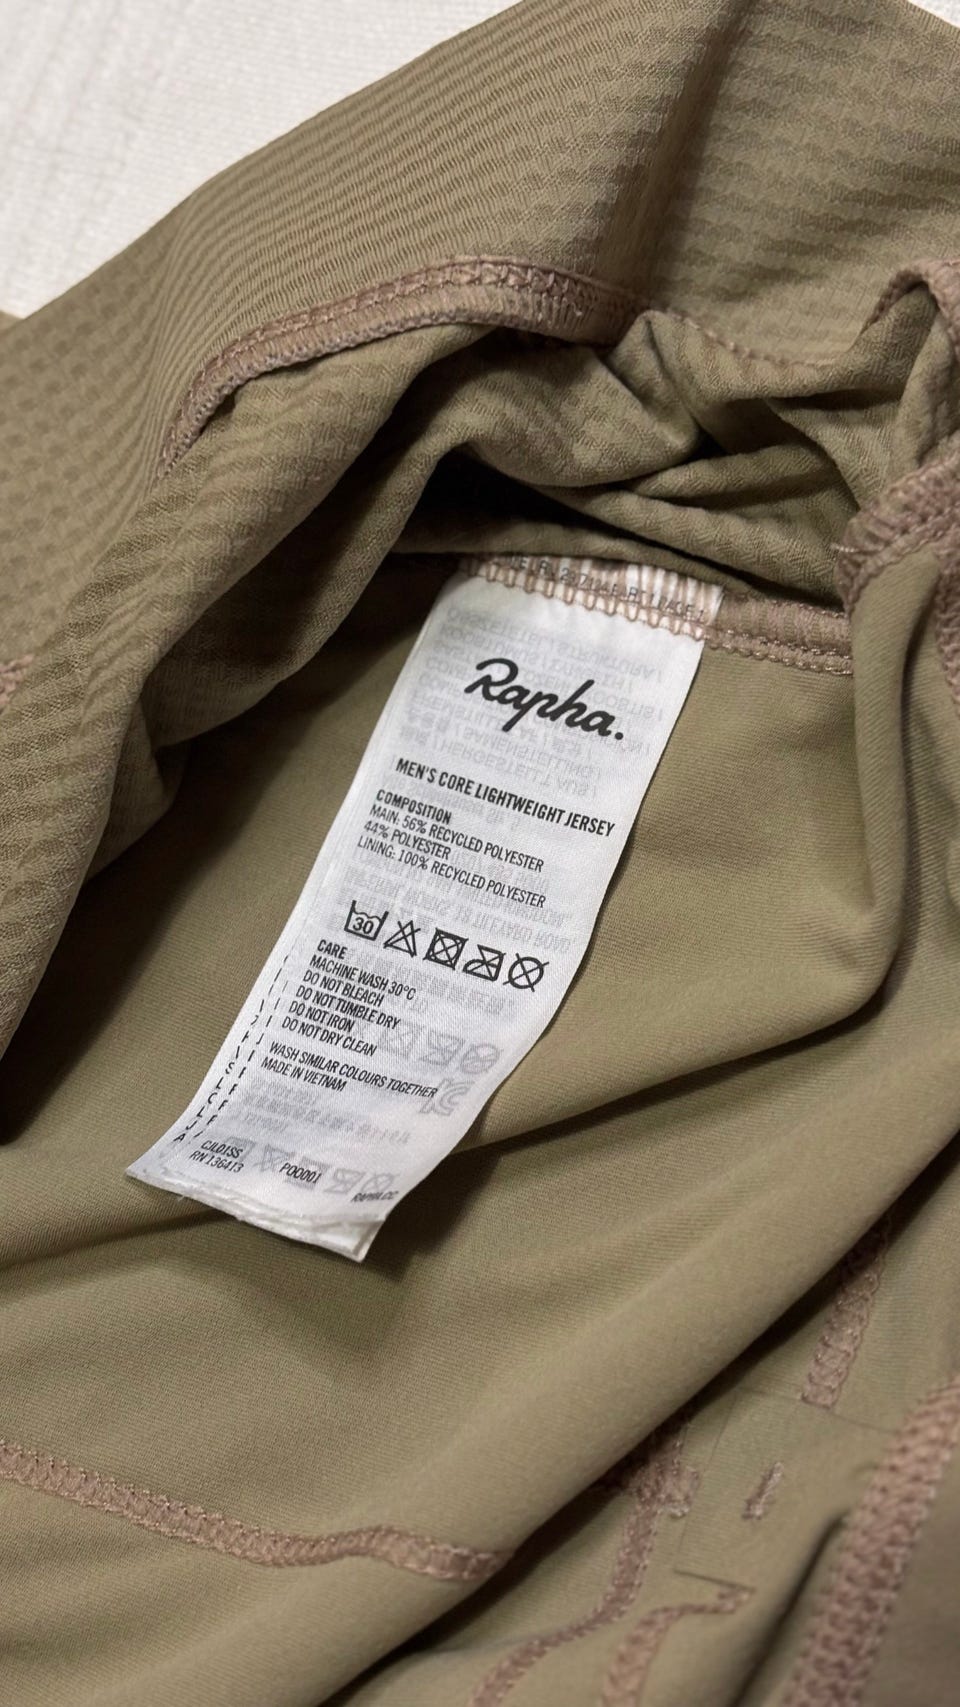 Rapha.
MEN'S CORE LIGHTWEIGHT JERSEY
COMPOSITION
MAIN: 56% RECYCLED POLYESTER
44% POLYESTER
LINING: 100% RECYCLED POLYESTER
30
CARE
MACHINE WASH 30°C
DO NOT BLEACH
DO NOT TUMBLE DRY
DO NOT IRON
DO NOT DRY CLEAN
WASH SIMILAR COLOURS TOGETHER
MADE IN VIETNAM
CJL01SS
RN 136413
P00001
RAPHA.CC